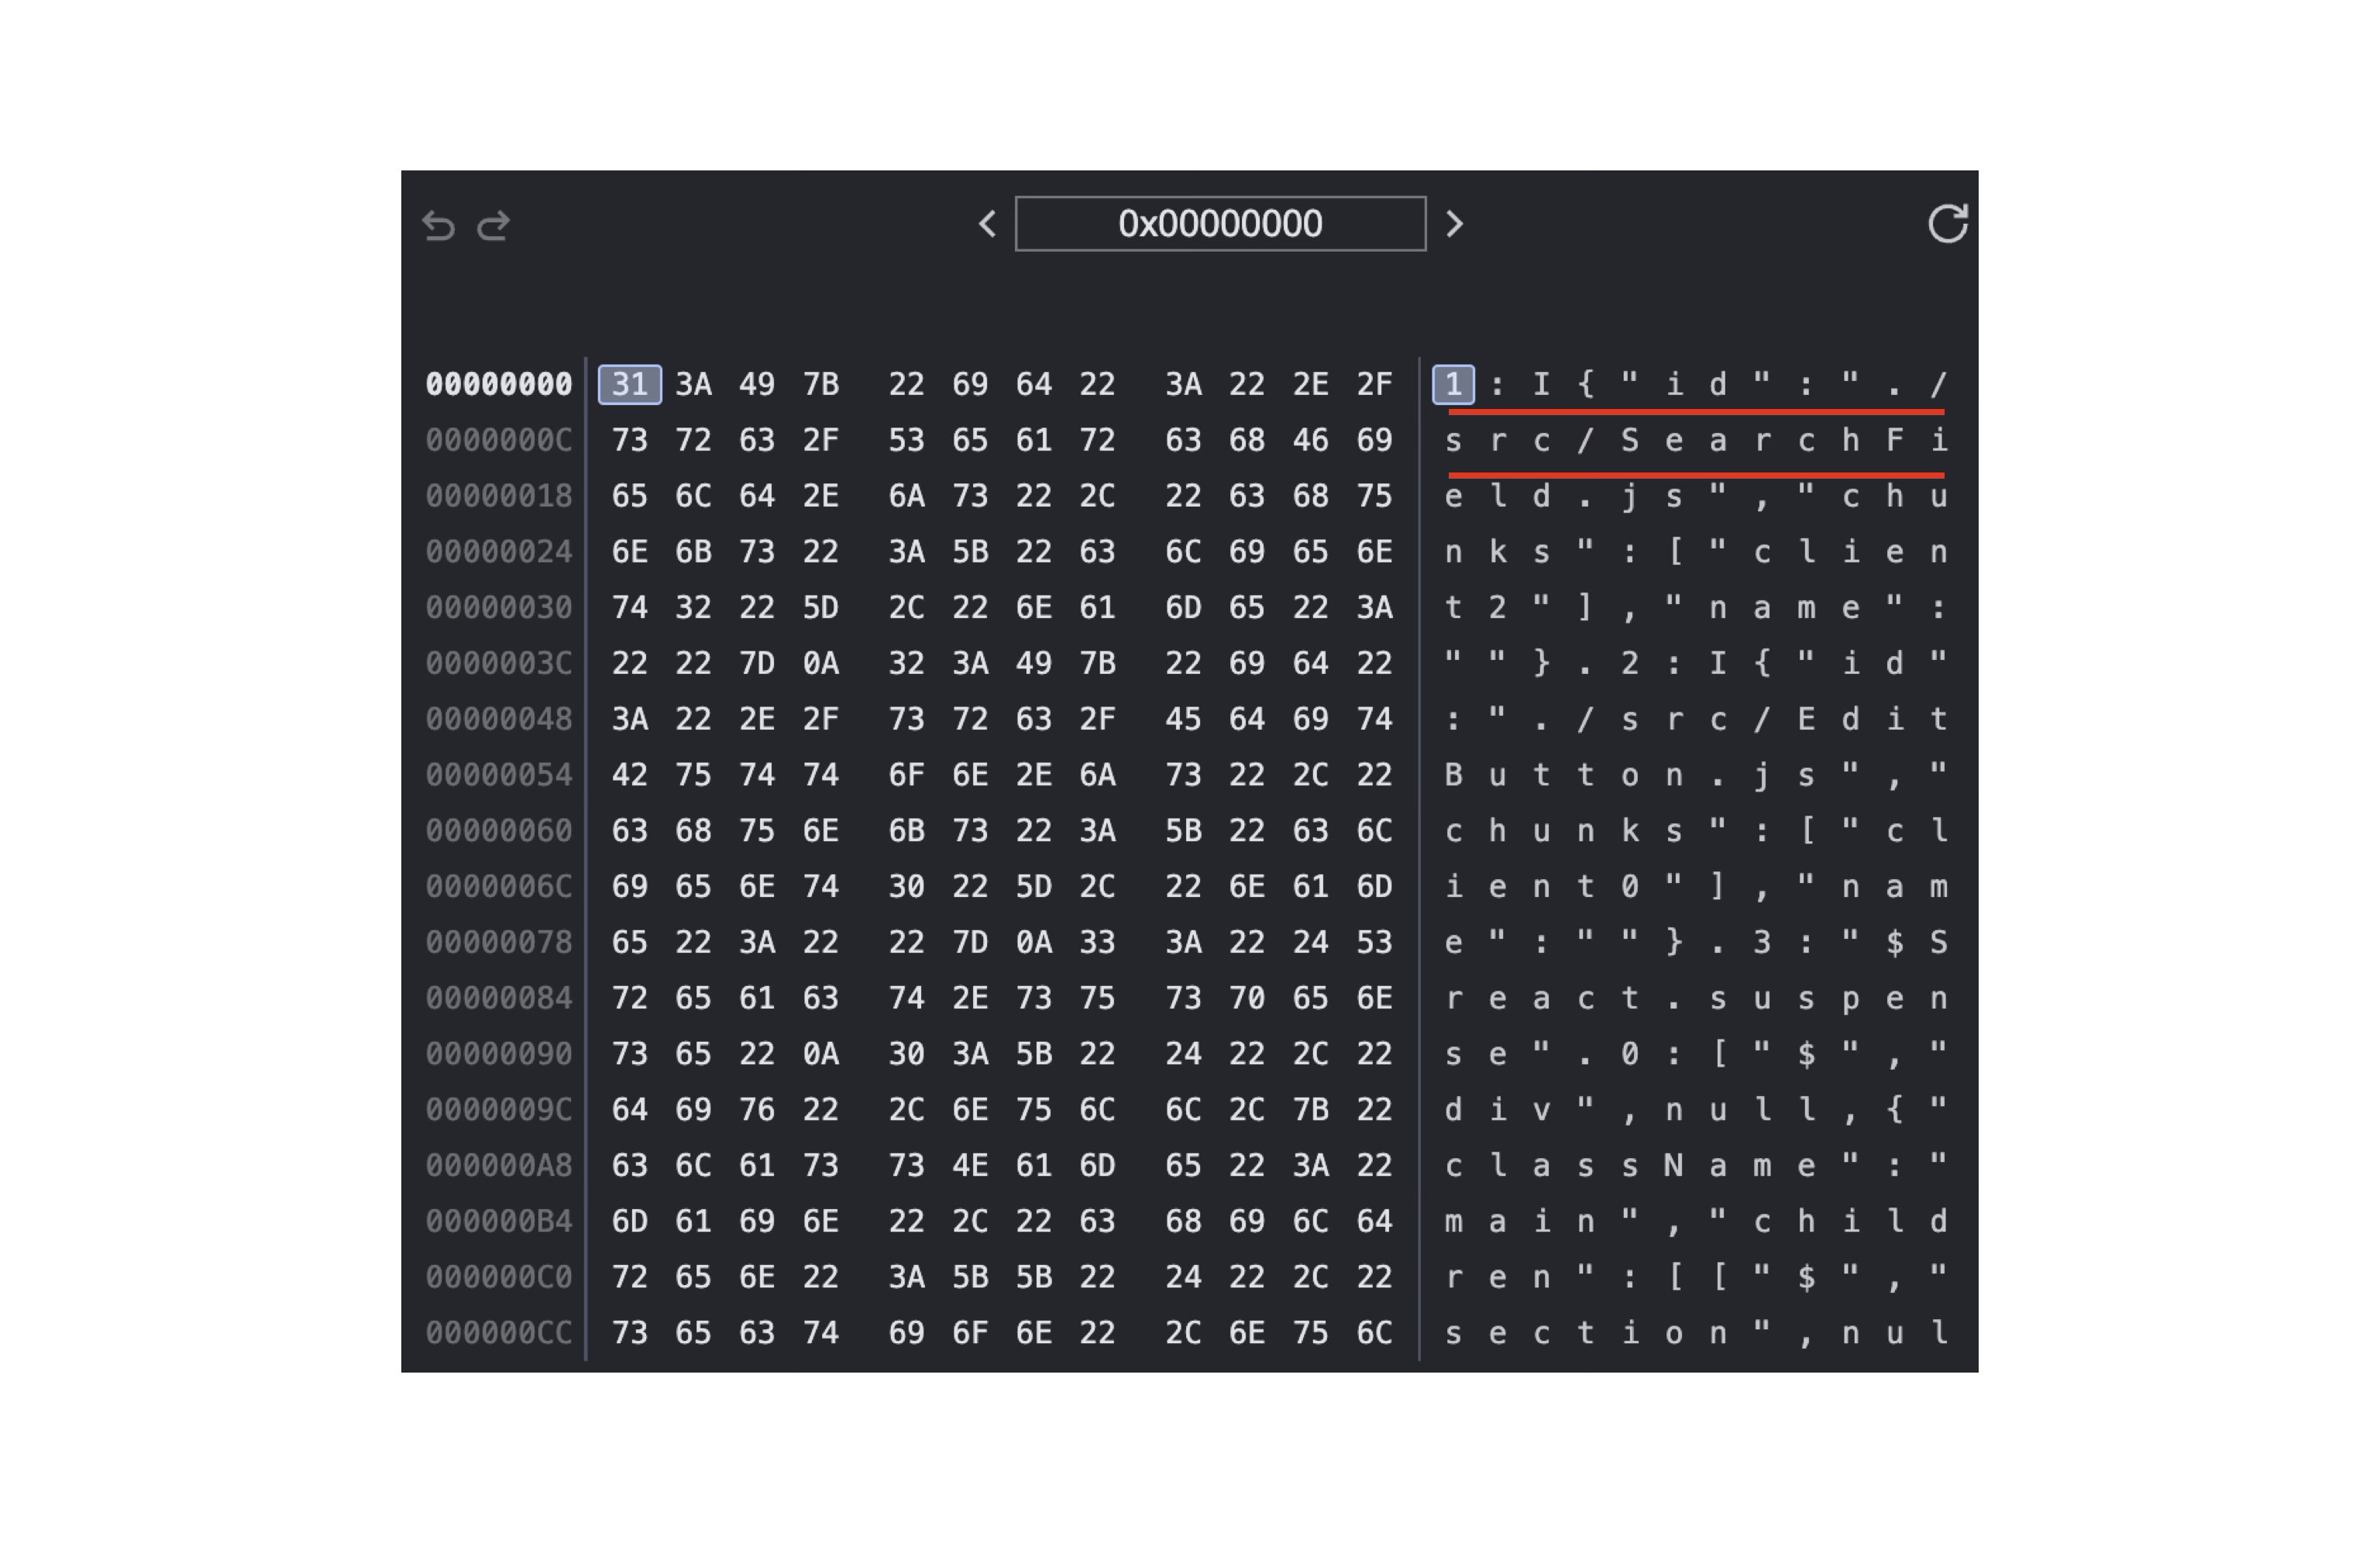 0x00000000
00000000 31 3A 49 7B 22 69 64 22 3A 22 2E 2F 1 : I { " i d " : " . /
0000000C 73 72 63 2F 53 65 61 72 63 68 46 69 s r c / S e a r c h F i
00000018 65 6C 64 2E 6A 73 22 2C 22 63 68 75 e l d . j s " , " c h u
00000024 6E 6B 73 22 3A 5B 22 63 6C 69 65 6E n k s " : [ " c l i e n
00000030 74 32 22 5D 2C 22 6E 61 6D 65 22 3A t 2 " ] , " n a m e " :
0000003C 22 22 7D 0A 32 3A 49 7B 22 69 64 22 " " } . 2 : I { " i d "
00000048 3A 22 2E 2F 73 72 63 2F 45 64 69 74 : " . / s r c / E d i t
00000054 42 75 74 74 6F 6E 2E 6A 73 22 2C 22 B u t t o n . j s " , "
00000060 63 68 75 6E 6B 73 22 3A 5B 22 63 6C c h u n k s " : [ " c l
0000006C 69 65 6E 74 30 22 5D 2C 22 6E 61 6D i e n t 0 " ] , " n a m
00000078 65 22 3A 22 22 7D 0A 33 3A 22 24 53 e " : " " } . 3 : " $ S
00000084 72 65 61 63 74 2E 73 75 73 70 65 6E r e a c t . s u s p e n
00000090 73 65 22 0A 30 3A 5B 22 24 22 2C 22 s e " . 0 : [ " $ " , "
0000009C 64 69 76 22 2C 6E 75 6C 6C 2C 7B 22 d i v " , n u l l , { "
000000A8 63 6C 61 73 73 4E 61 6D 65 22 3A 22 c l a s s N a m e " : "
000000B4 6D 61 69 6E 22 2C 22 63 68 69 6C 64 m a i n " , " c h i l d
000000C0 72 65 6E 22 3A 5B 5B 22 24 22 2C 22 r e n " : [ [ " $ " , "
000000CC 73 65 63 74 69 6F 6E 22 2C 6E 75 6C s e c t i o n " , n u l